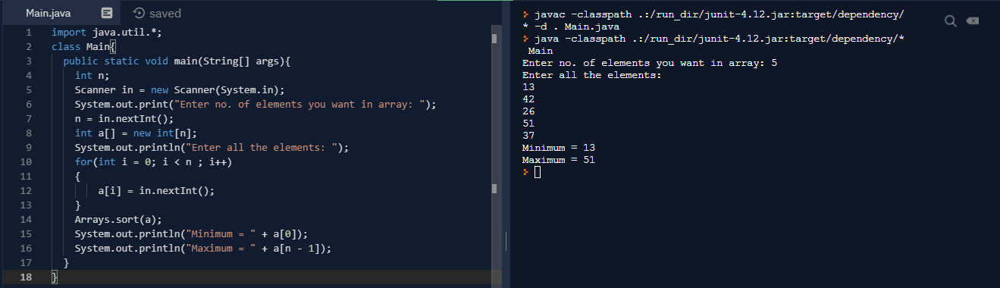 Main.java
saved
1 import java.util.*;
2 class Main{
3 public static void main(String[] args){
4 int n;
5 Scanner in = new Scanner(System.in);
6 System.out.print("Enter no. of elements you want in array: ");
7 n = in.nextInt();
8 int a[] = new int[n];
9 System.out.println("Enter all the elements: ");
10 for(int i = 0; i < n ; i++)
11 {
12 a[i] = in.nextInt();
13 }
14 Arrays.sort(a);
15 System.out.println("Minimum = " + a[0]);
16 System.out.println("Maximum = " + a[n - 1]);
17 }
18 }
> javac -classpath .:/run_dir/junit-4.12.jar:target/dependency/
* -d . Main.java
> java -classpath .:/run_dir/junit-4.12.jar:target/dependency/*
Main
Enter no. of elements you want in array: 5
Enter all the elements:
13
42
26
51
37
Minimum = 13
Maximum = 51
>